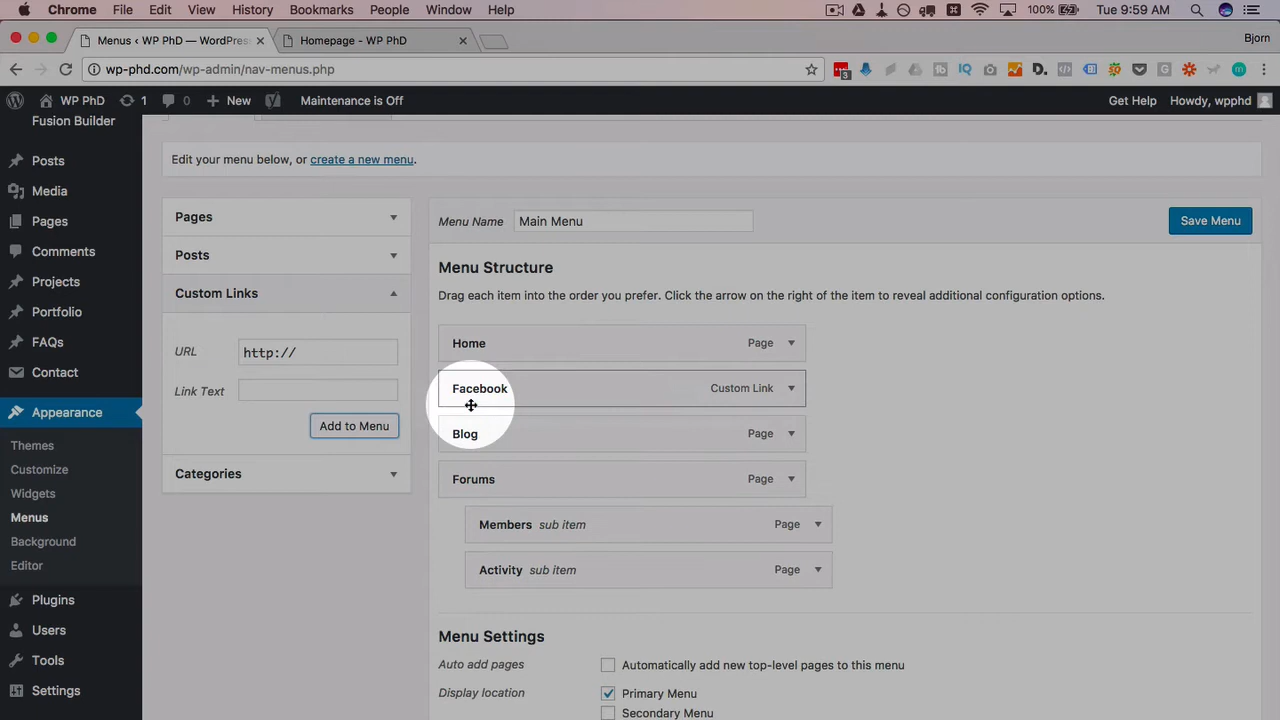 Chrome File Edit View History Bookmarks People Window Help 100% Tue 9:59 AM
Menus ‹ WP PhD — WordPress Homepage - WP PhD Bjorn
wp-phd.com/wp-admin/nav-menus.php
WP PhD 1 0 New Maintenance is Off Get Help Howdy, wpphd
Fusion Builder
Posts
Media
Pages
Comments
Projects
Portfolio
FAQs
Contact
Appearance
Themes
Customize
Widgets
Menus
Background
Editor
Plugins
Users
Tools
Settings
Edit your menu below, or create a new menu.
Pages
Posts
Custom Links
URL http://
Link Text
Add to Menu
Categories
Menu Name Main Menu Save Menu
Menu Structure
Drag each item into the order you prefer. Click the arrow on the right of the item to reveal additional configuration options.
Home Page
Facebook Custom Link
Blog Page
Forums Page
Members sub item Page
Activity sub item Page
Menu Settings
Auto add pages Automatically add new top-level pages to this menu
Display location Primary Menu
Secondary Menu